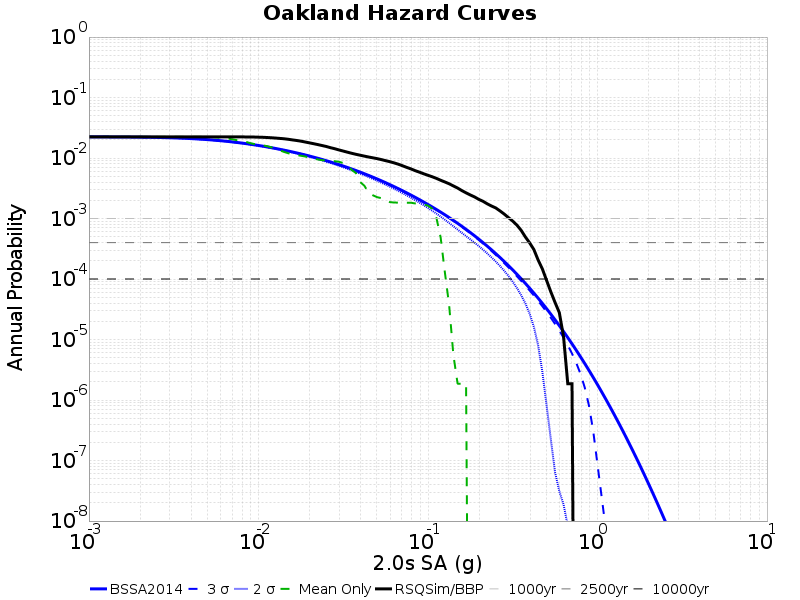 Oakland Hazard Curves
10^0
10^-1
10^-2
10^-3
10^-4
10^-5
10^-6
10^-7
10^-8
Annual Probability
10^-3 10^-2 10^-1 10^0 10^1
2.0s SA (g)
BSSA2014 3 σ 2 σ Mean Only RSQSim/BBP 1000yr 2500yr 10000yr